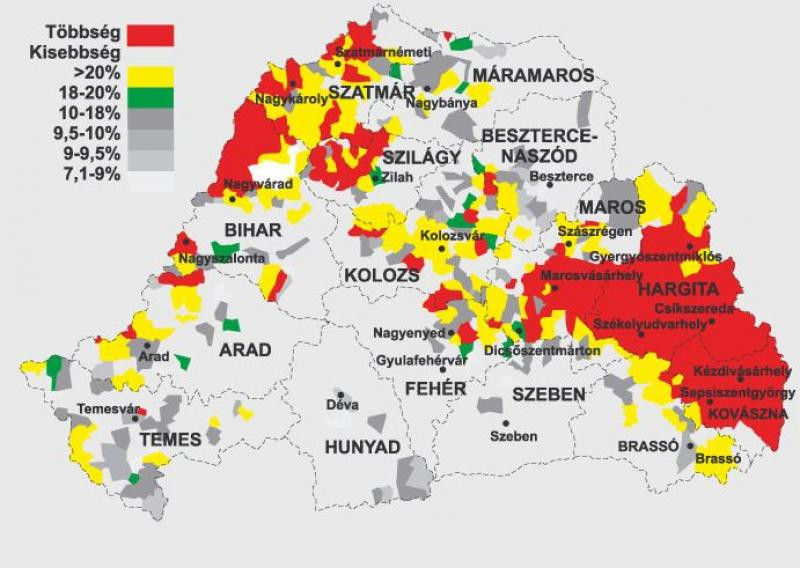 Többség
Kisebbség
>20%
18-20%
10-18%
9,5-10%
9-9,5%
7,1-9%
Szatmárnémeti
MÁRAMAROS
Nagykároly
SZATMÁR
Nagybánya
BESZTERCE-
NASZÓD
SZILÁGY
Zilah
Beszterce
Nagyvárad
MAROS
BIHAR
Kolozsvár
Szászrégen
Nagyszalonta
Gyergyószentmiklós
KOLOZS
Marosvásárhely
HARGITA
Csíkszereda
Székelyudvarhely
Nagyenyed
ARAD
Arad
Dicsőszentmárton
Gyulafehérvár
Kézdivásárhely
FEHÉR
SZEBEN
Sepsiszentgyörgy
Déva
Temesvár
KOVÁSZNA
TEMES
Szeben
HUNYAD
BRASSÓ
Brassó